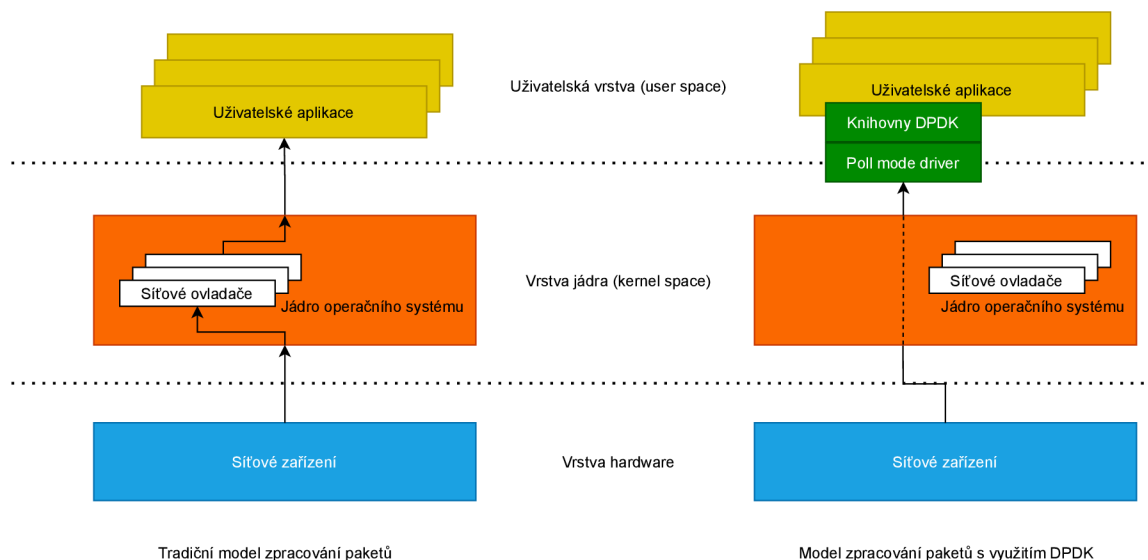 Uživatelské aplikace
Uživatelská vrstva (user space)
Uživatelské aplikace
Knihovny DPDK
Poll mode driver
Síťové ovladače
Jádro operačního systému
Vrstva jádra (kernel space)
Síťové ovladače
Jádro operačního systému
Síťové zařízení
Vrstva hardware
Síťové zařízení
Tradiční model zpracování paketů
Model zpracování paketů s využitím DPDK